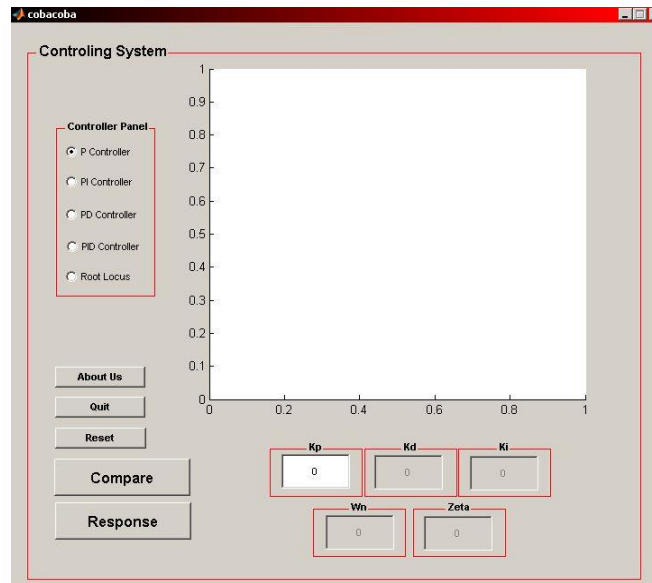 cobacoba
Controling System
Controller Panel
P Controller
PI Controller
PD Controller
PID Controller
Root Locus
1
0.9
0.8
0.7
0.6
0.5
0.4
0.3
0.2
0.1
0
0 0.2 0.4 0.6 0.8 1
About Us
Quit
Reset
Compare
Response
Kp Kd Ki
0 0 0
Wn Zeta
0 0